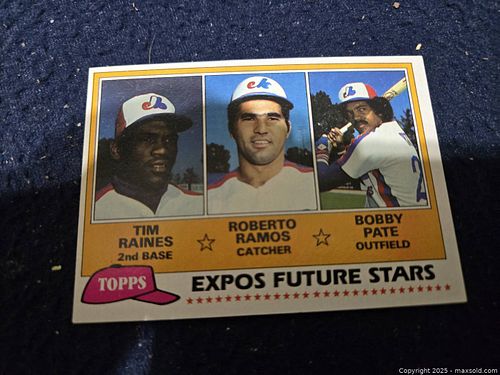 TIM
RAINES
2nd BASE
ROBERTO
RAMOS
CATCHER
BOBBY
PATE
OUTFIELD
TOPPS
EXPOS FUTURE STARS
Copyright 2025 - maxsold.com